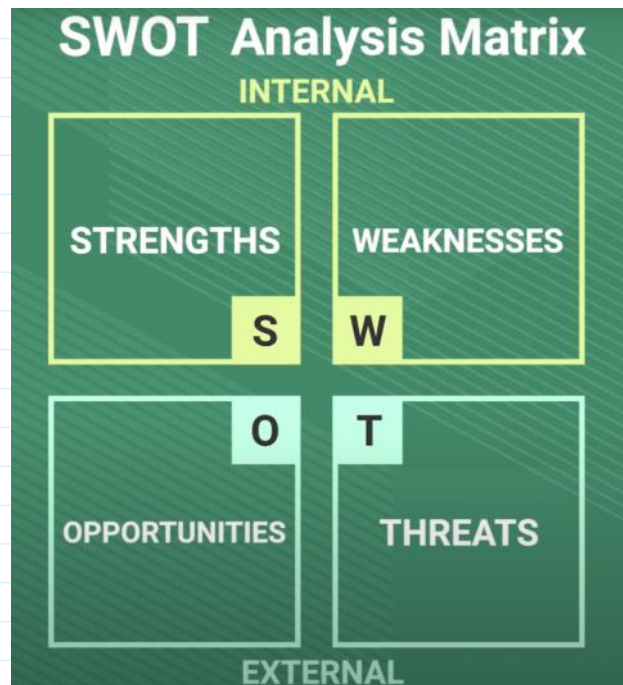 SWOT Analysis Matrix
INTERNAL
STRENGTHS
WEAKNESSES
S
W
O
T
OPPORTUNITIES
THREATS
EXTERNAL